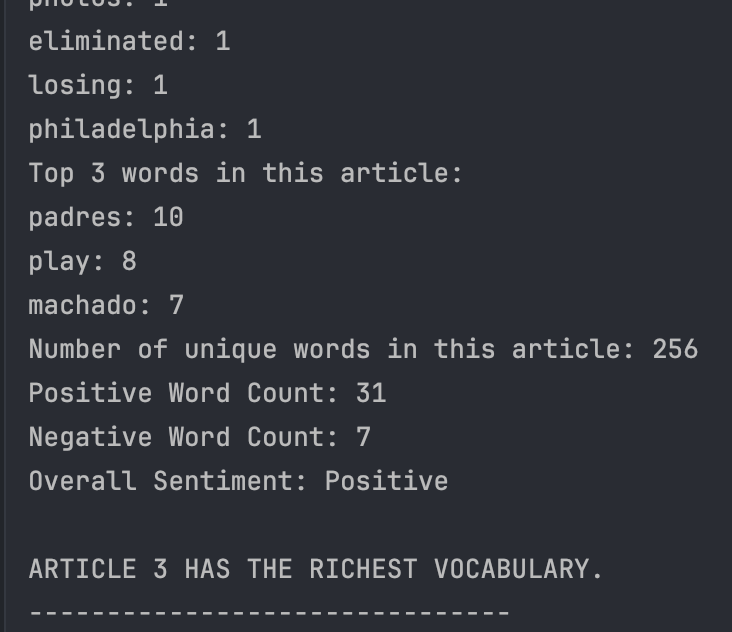 photos: 1
eliminated: 1
losing: 1
philadelphia: 1
Top 3 words in this article:
padres: 10
play: 8
machado: 7
Number of unique words in this article: 256
Positive Word Count: 31
Negative Word Count: 7
Overall Sentiment: Positive
ARTICLE 3 HAS THE RICHEST VOCABULARY.
-------------------------------